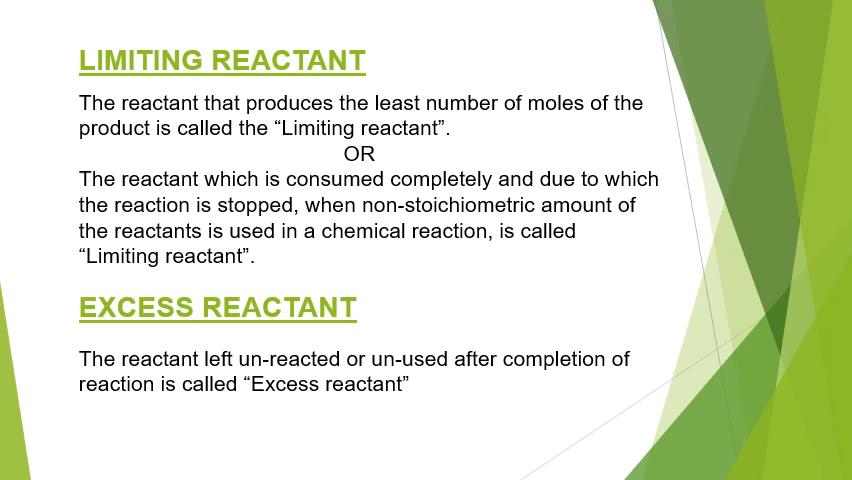 LIMITING REACTANT
The reactant that produces the least number of moles of the
product is called the “Limiting reactant”.
OR
The reactant which is consumed completely and due to which
the reaction is stopped, when non-stoichiometric amount of
the reactants is used in a chemical reaction, is called
“Limiting reactant”.
EXCESS REACTANT
The reactant left un-reacted or un-used after completion of
reaction is called “Excess reactant”